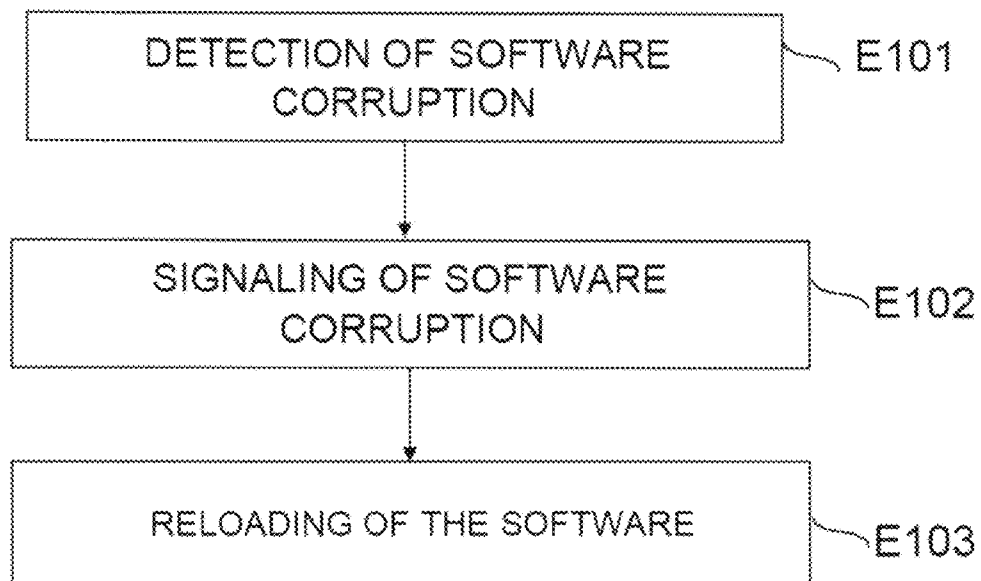 DETECTION OF SOFTWARE
CORRUPTION
E101
SIGNALING OF SOFTWARE
CORRUPTION
E102
RELOADING OF THE SOFTWARE
E103